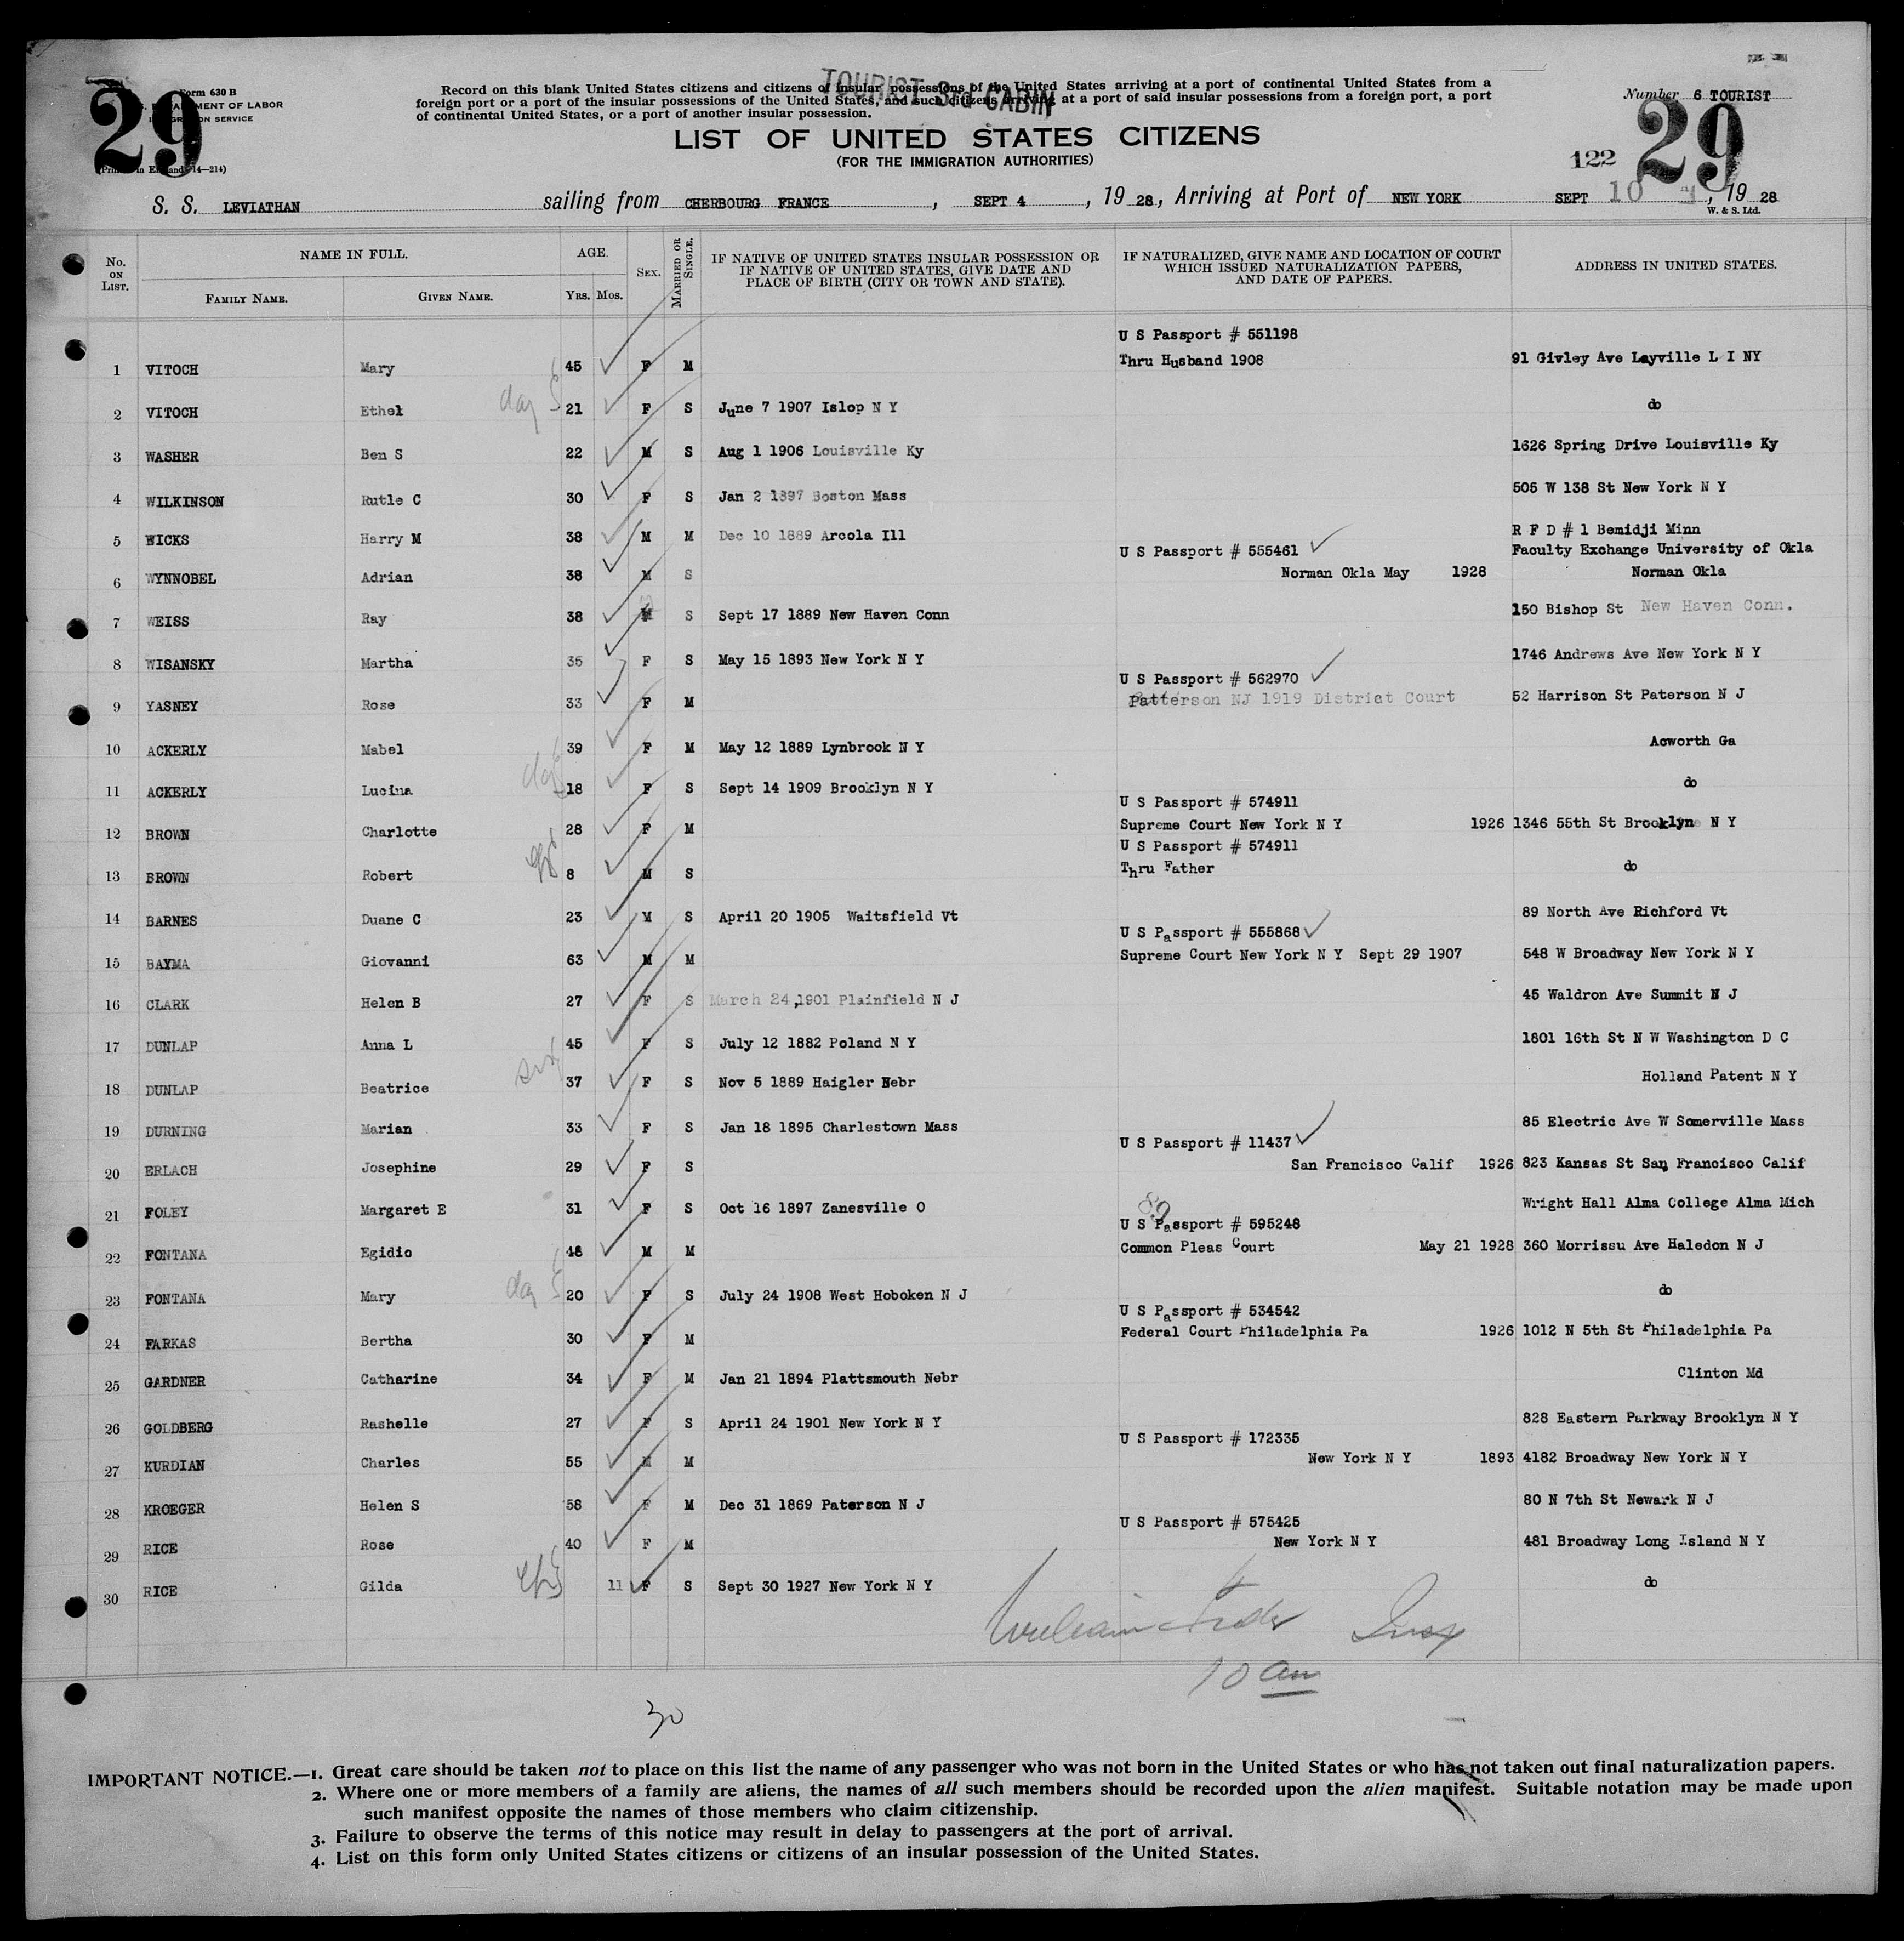 TOURIST 3rd CABIN
29
Form 630 B
U. S. DEPARTMENT OF LABOR
IMMIGRATION SERVICE
(Printed in England 14—214)
Record on this blank United States citizens and citizens of insular possessions of the United States arriving at a port of continental United States from a
foreign port or a port of the insular possessions of the United States, and such citizens arriving at a port of said insular possessions from a foreign port, a port
of continental United States, or a port of another insular possession.
Number 6 TOURIST
29
122
LIST OF UNITED STATES CITIZENS
(FOR THE IMMIGRATION AUTHORITIES)
S. S. LEVIATHAN sailing from CHERBOURG FRANCE, SEPT 4, 19 28, Arriving at Port of NEW YORK SEPT 10, 19 28
W. & S. Ltd.
No. ON LIST. NAME IN FULL. FAMILY NAME. GIVEN NAME. AGE. YRS. MOS. SEX. MARRIED OR SINGLE. IF NATIVE OF UNITED STATES INSULAR POSSESSION OR IF NATIVE OF UNITED STATES, GIVE DATE AND PLACE OF BIRTH (CITY OR TOWN AND STATE). IF NATURALIZED, GIVE NAME AND LOCATION OF COURT WHICH ISSUED NATURALIZATION PAPERS, AND DATE OF PAPERS. ADDRESS IN UNITED STATES.
U S Passport # 551198
1 VITOCH Mary 45 F M Thru Husband 1908 91 Givley Ave Layville L I NY
2 VITOCH Ethel 21 F S June 7 1907 Islop N Y do
3 WASHER Ben S 22 M S Aug 1 1906 Louisville Ky 1626 Spring Drive Louisville Ky
4 WILKINSON Rutle C 30 F S Jan 2 1897 Boston Mass 505 W 138 St New York N Y
5 WICKS Harry M 38 M M Dec 10 1889 Arcola Ill R F D # 1 Bemidji Minn
U S Passport # 555461 Faculty Exchange University of Okla
6 WYNNOBEL Adrian 38 M S Norman Okla May 1928 Norman Okla
7 WEISS Ray 38 M S Sept 17 1889 New Haven Conn 150 Bishop St New Haven Conn.
8 WISANSKY Martha 35 F S May 15 1893 New York N Y 1746 Andrews Ave New York N Y
U S Passport # 562970
9 YASNEY Rose 33 F M Patterson NJ 1919 District Court 52 Harrison St Paterson N J
10 ACKERLY Mabel 39 F M May 12 1889 Lynbrook N Y Acworth Ga
11 ACKERLY Lucina 18 F S Sept 14 1909 Brooklyn N Y do
U S Passport # 574911
12 BROWN Charlotte 28 F M Supreme Court New York N Y 1926 1346 55th St Brooklyn N Y
U S Passport # 574911
13 BROWN Robert 8 M S Thru Father do
14 BARNES Duane C 23 M S April 20 1905 Waitsfield Vt 89 North Ave Richford Vt
U S Passport # 555868
15 BAYMA Giovanni 63 M M Supreme Court New York N Y Sept 29 1907 548 W Broadway New York N Y
16 CLARK Helen B 27 F S March 24,1901 Plainfield N J 45 Waldron Ave Summit N J
17 DUNLAP Anna L 45 F S July 12 1882 Poland N Y 1801 16th St N W Washington D C
18 DUNLAP Beatrice 37 F S Nov 5 1889 Haigler Nebr Holland Patent N Y
19 DURNING Marian 33 F S Jan 18 1895 Charlestown Mass 85 Electric Ave W Somerville Mass
U S Passport # 11437
20 ERLACH Josephine 29 F S San Francisco Calif 1926 823 Kansas St San Francisco Calif
21 FOLEY Margaret E 31 F S Oct 16 1897 Zanesville O Wright Hall Alma College Alma Mich
89
U S Passport # 595248
22 FONTANA Egidio 48 M M Common Pleas Court May 21 1928 360 Morrissu Ave Haledon N J
23 FONTANA Mary 20 F S July 24 1908 West Hoboken N J do
U S Passport # 534542
24 FARKAS Bertha 30 F M Federal Court Philadelphia Pa 1926 1012 N 5th St Philadelphia Pa
25 GARDNER Catharine 34 F M Jan 21 1894 Plattsmouth Nebr Clinton Md
26 GOLDBERG Rashelle 27 F S April 24 1901 New York N Y 828 Eastern Parkway Brooklyn N Y
U S Passport # 172335
27 KURDIAN Charles 55 M M New York N Y 1893 4182 Broadway New York N Y
28 KROEGER Helen S 58 F M Dec 31 1869 Paterson N J 80 N 7th St Newark N J
U S Passport # 575425
29 RICE Rose 40 F M New York N Y 481 Broadway Long Island N Y
30 RICE Gilda 11 F S Sept 30 1927 New York N Y do
10 am
30
IMPORTANT NOTICE.—1. Great care should be taken not to place on this list the name of any passenger who was not born in the United States or who has not taken out final naturalization papers.
2. Where one or more members of a family are aliens, the names of all such members should be recorded upon the alien manifest. Suitable notation may be made upon
such manifest opposite the names of those members who claim citizenship.
3. Failure to observe the terms of this notice may result in delay to passengers at the port of arrival.
4. List on this form only United States citizens or citizens of an insular possession of the United States.